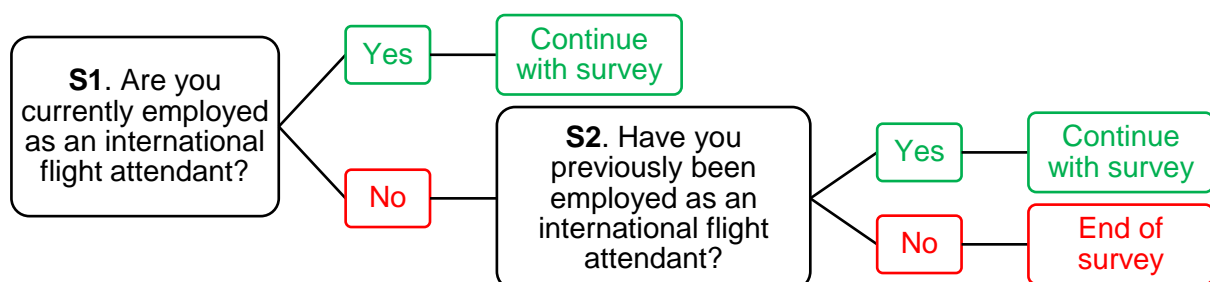 S1. Are you
currently employed
as an international
flight attendant?
Yes
Continue
with survey
No
S2. Have you
previously been
employed as an
international flight
attendant?
Yes
Continue
with survey
No
End of
survey